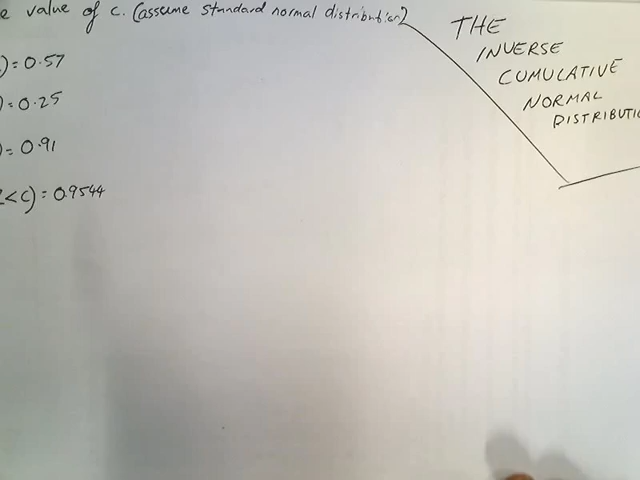 e value of c. (assume standard normal distribution)
) = 0.57
) = 0.25
) = 0.91
Z < c) = 0.9544
THE
INVERSE
CUMULATIVE
NORMAL
DISTRIBUTIO